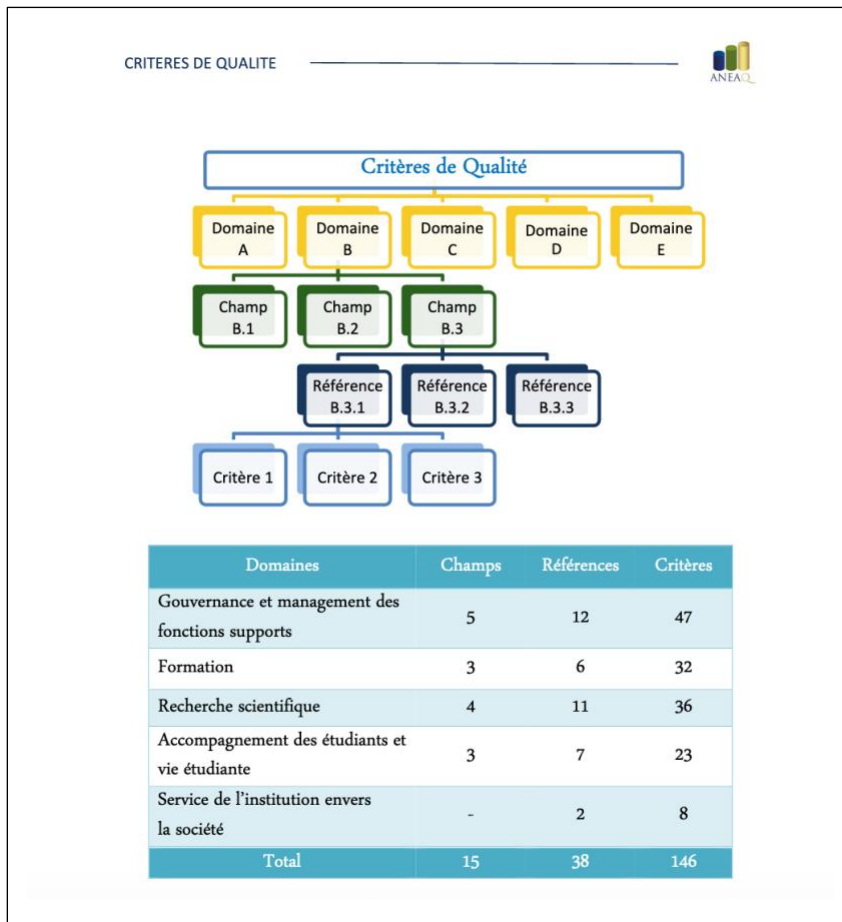 CRITERES DE QUALITE
ANEAQ
Critères de Qualité
Domaine A
Domaine B
Domaine C
Domaine D
Domaine E
Champ B.1
Champ B.2
Champ B.3
Référence B.3.1
Référence B.3.2
Référence B.3.3
Critère 1
Critère 2
Critère 3
Domaines Champs Références Critères
Gouvernance et management des
fonctions supports 5 12 47
Formation 3 6 32
Recherche scientifique 4 11 36
Accompagnement des étudiants et
vie étudiante 3 7 23
Service de l'institution envers
la société - 2 8
Total 15 38 146